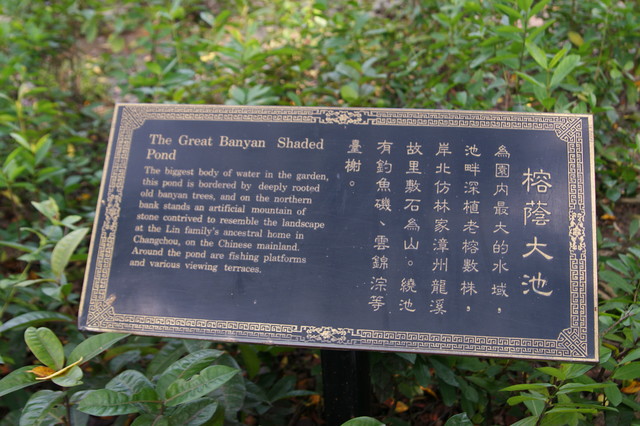 The Great Banyan Shaded
Pond
The biggest body of water in the garden,
this pond is bordered by deeply rooted
old banyan trees, and on the northern
bank stands an artificial mountain of
stone contrived to resemble the landscape
at the Lin family's ancestral home in
Changchou, on the Chinese mainland.
Around the pond are fishing platforms
and various viewing terraces.
榕蔭大池
為園內最大的水域，
池畔深植老榕數株，
岸北仿林家漳州龍溪
故里敷石為山。繞池
有釣魚磯、雲錦淙等
臺榭。